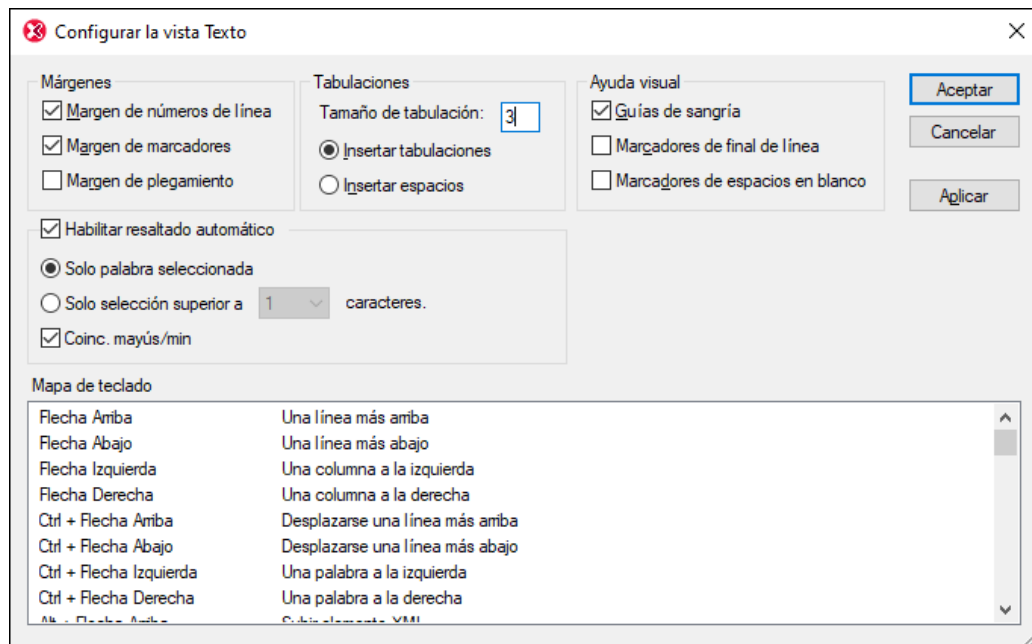 Configurar la vista Texto
Márgenes
Margen de números de línea
Margen de marcadores
Margen de plegamiento
Tabulaciones
Tamaño de tabulación: 3
Insertar tabulaciones
Insertar espacios
Ayuda visual
Guías de sangría
Marcadores de final de línea
Marcadores de espacios en blanco
Aceptar
Cancelar
Aplicar
Habilitar resaltado automático
Solo palabra seleccionada
Solo selección superior a 1 caracteres.
Coinc. mayús/min
Mapa de teclado
Flecha Arriba Una línea más arriba
Flecha Abajo Una línea más abajo
Flecha Izquierda Una columna a la izquierda
Flecha Derecha Una columna a la derecha
Ctrl + Flecha Arriba Desplazarse una línea más arriba
Ctrl + Flecha Abajo Desplazarse una línea más abajo
Ctrl + Flecha Izquierda Una palabra a la izquierda
Ctrl + Flecha Derecha Una palabra a la derecha
Alt + Flecha Arriba Subir elemento XML